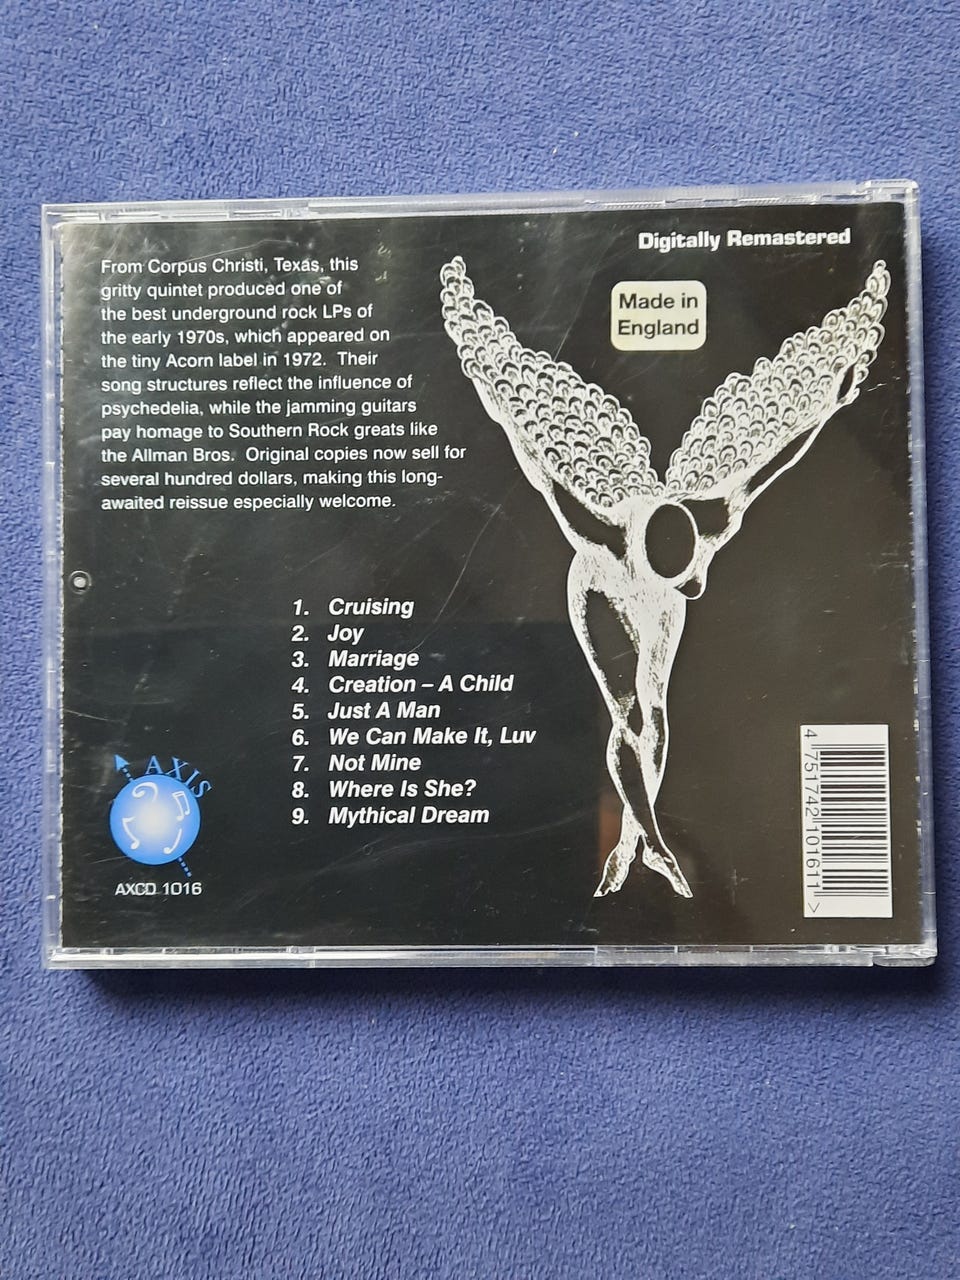 Digitally Remastered
Made in
England
From Corpus Christi, Texas, this
gritty quintet produced one of
the best underground rock LPs of
the early 1970s, which appeared on
the tiny Acorn label in 1972. Their
song structures reflect the influence of
psychedelia, while the jamming guitars
pay homage to Southern Rock greats like
the Allman Bros. Original copies now sell for
several hundred dollars, making this long-
awaited reissue especially welcome.
1. Cruising
2. Joy
3. Marriage
4. Creation – A Child
5. Just A Man
6. We Can Make It, Luv
7. Not Mine
8. Where Is She?
9. Mythical Dream
AXIS
AXCD 1016
4 751742 101611 >